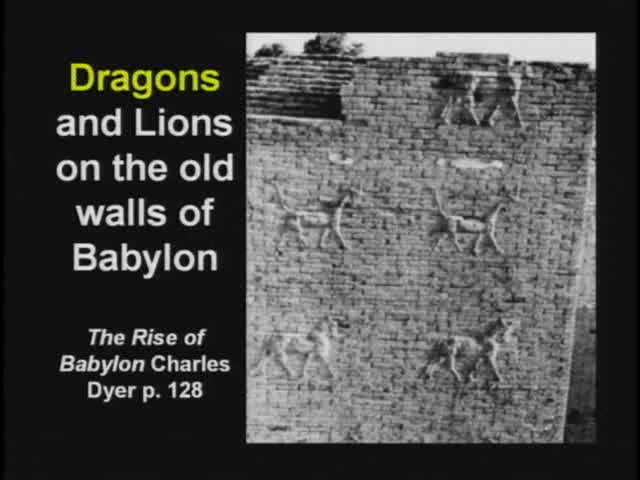 Dragons
and Lions
on the old
walls of
Babylon
The Rise of
Babylon Charles
Dyer p. 128